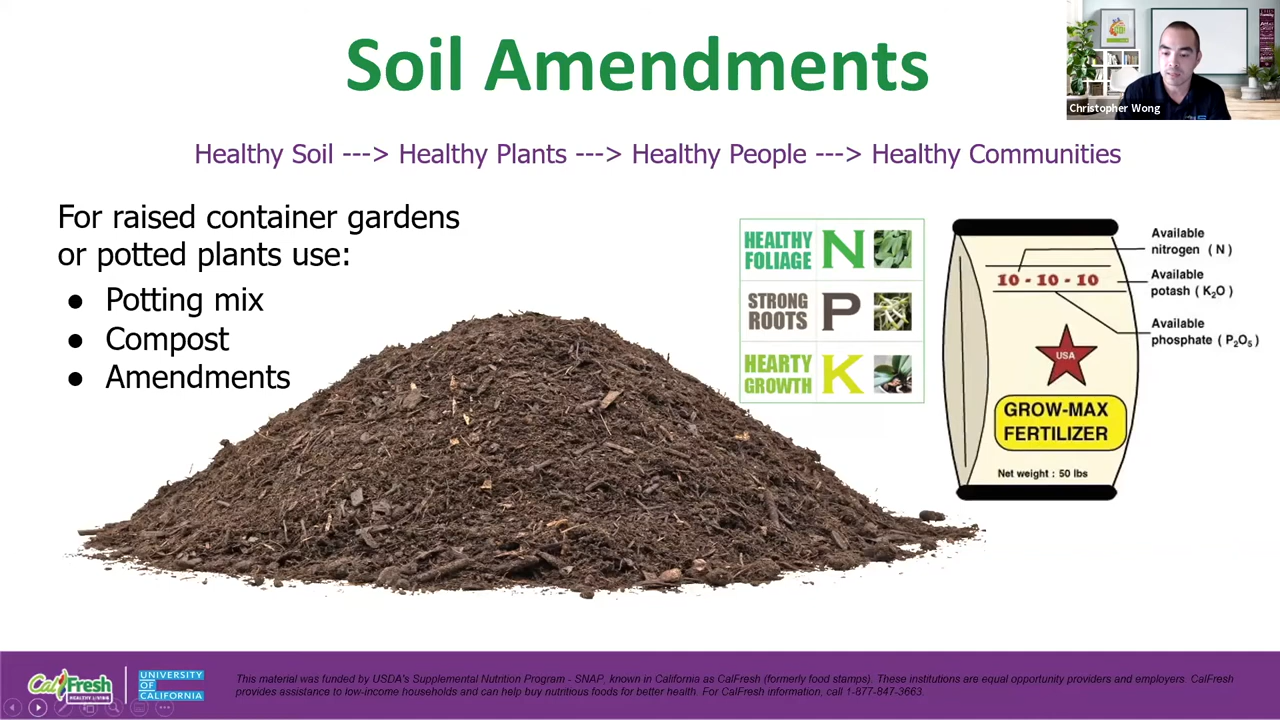 Soil Amendments
Christopher Wong
Healthy Soil ---> Healthy Plants ---> Healthy People ---> Healthy Communities
For raised container gardens
or potted plants use:
● Potting mix
● Compost
● Amendments
HEALTHY
FOLIAGE
N
STRONG
ROOTS
P
HEARTY
GROWTH
K
10 - 10 - 10
USA
GROW-MAX
FERTILIZER
Net weight : 50 lbs
Available
nitrogen ( N )
Available
potash ( K₂O )
Available
phosphate ( P₂O₅ )
CalFresh
HEALTHY LIVING
UNIVERSITY
OF
CALIFORNIA
This material was funded by USDA's Supplemental Nutrition Program - SNAP, known in California as CalFresh (formerly food stamps). These institutions are equal opportunity providers and employers. CalFresh
provides assistance to low-income households and can help buy nutritious foods for better health. For CalFresh information, call 1-877-847-3663.